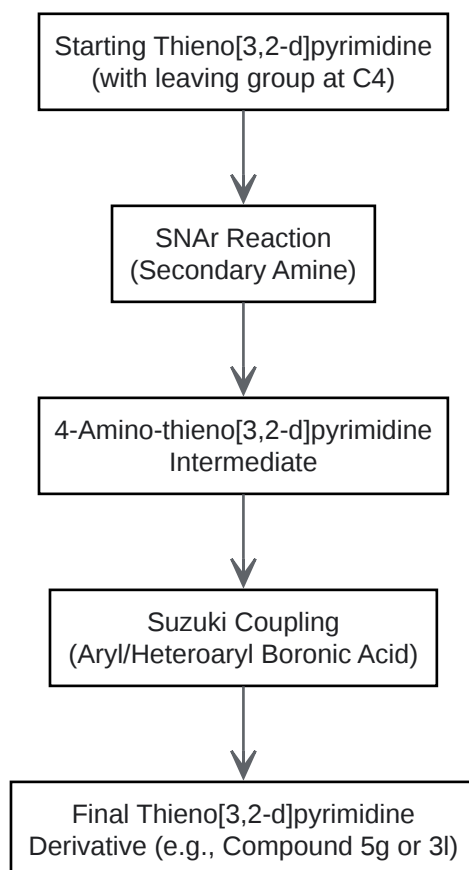 Starting Thieno[3,2-d]pyrimidine
(with leaving group at C4)
SNAr Reaction
(Secondary Amine)
4-Amino-thieno[3,2-d]pyrimidine
Intermediate
Suzuki Coupling
(Aryl/Heteroaryl Boronic Acid)
Final Thieno[3,2-d]pyrimidine
Derivative (e.g., Compound 5g or 3l)